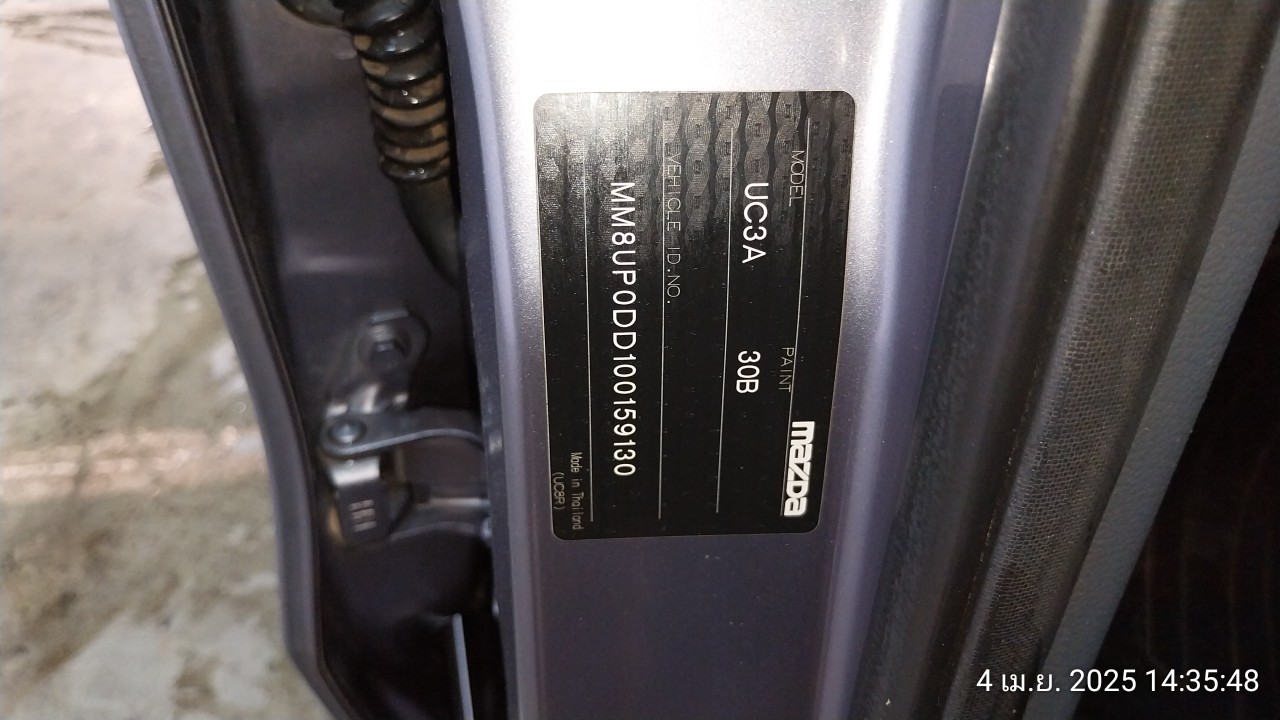 mazda
MODEL PAINT
UC3A 30B
VEHICLE ID.NO.
MM8UP0DD100159130
Made in Thailand
(UC8R)
4 เม.ย. 2025 14:35:48